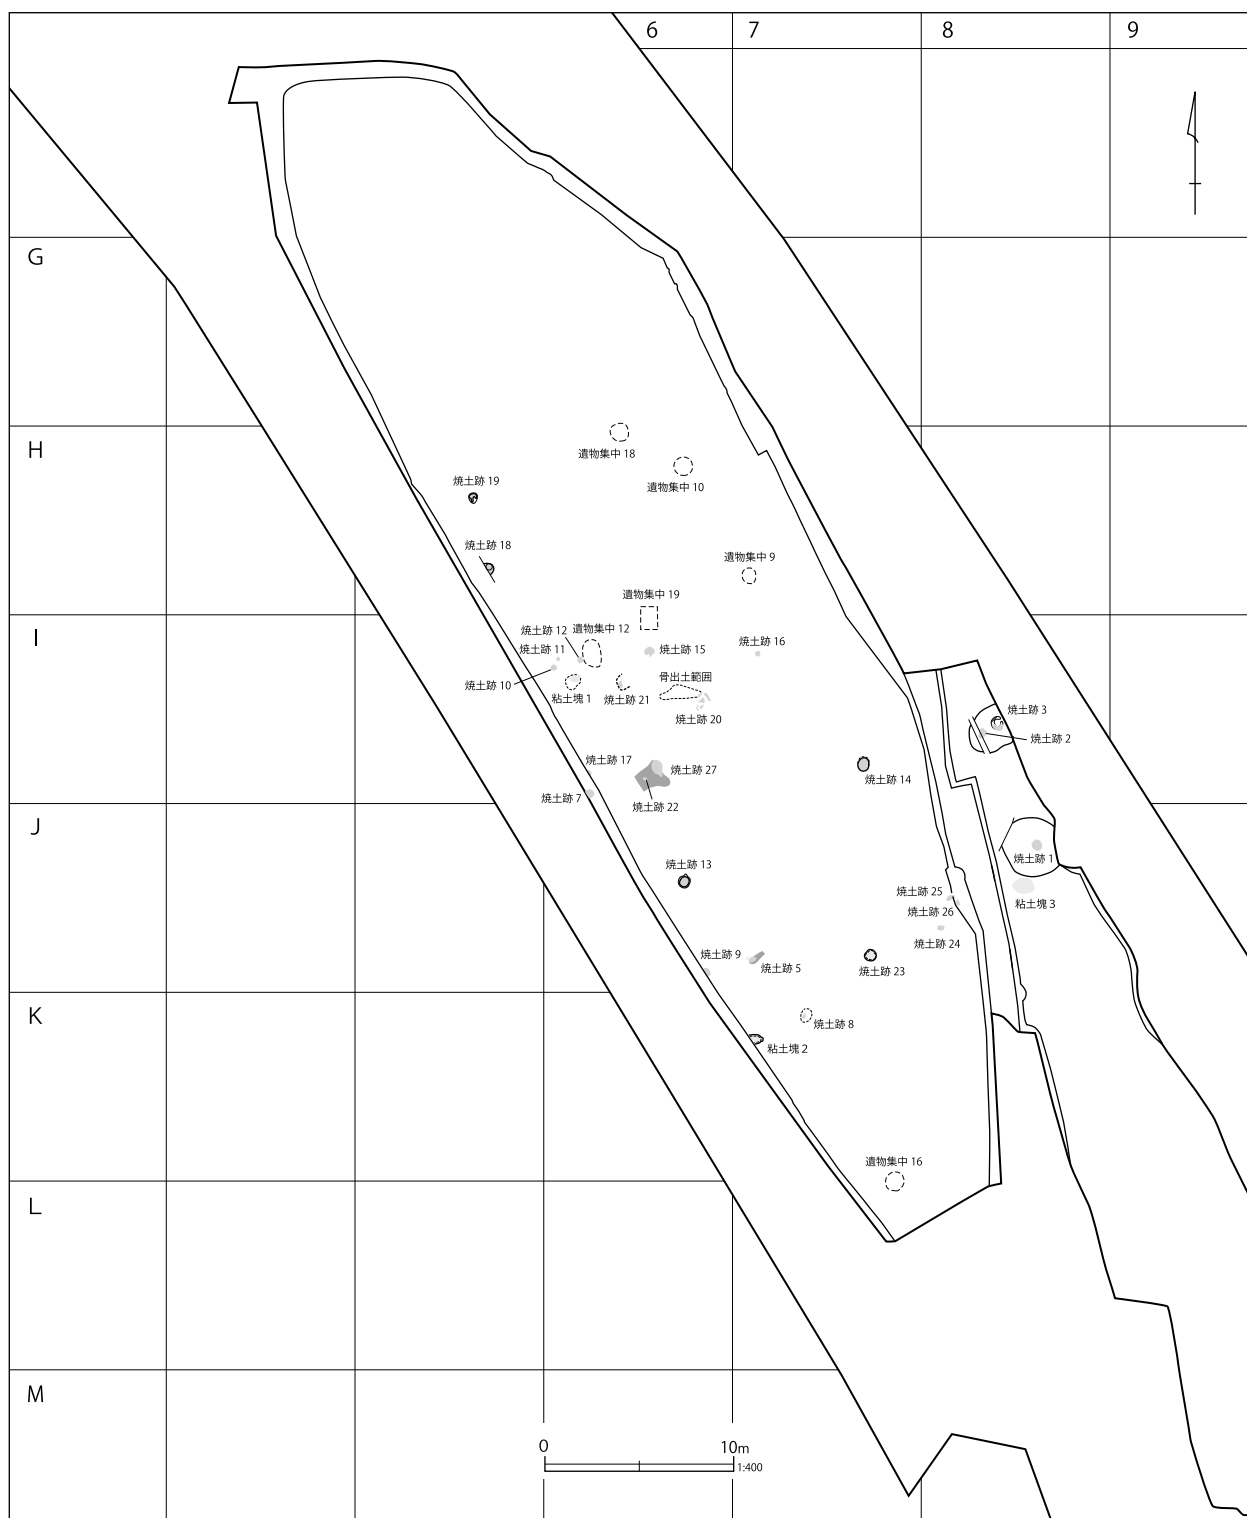 6
7
8
9
G
H
遺物集中 18
遺物集中 10
焼土跡 19
焼土跡 18
遺物集中 9
遺物集中 19
I
焼土跡 12
遺物集中 12
焼土跡 11
焼土跡 15
焼土跡 16
骨出土範囲
焼土跡 10
粘土塊 1
焼土跡 21
焼土跡 20
焼土跡 3
焼土跡 2
焼土跡 17
焼土跡 27
焼土跡 14
焼土跡 7
焼土跡 22
J
焼土跡 13
焼土跡 1
焼土跡 25
粘土塊 3
焼土跡 26
焼土跡 24
焼土跡 9
焼土跡 5
焼土跡 23
K
焼土跡 8
粘土塊 2
遺物集中 16
L
M
0
10m
1:400